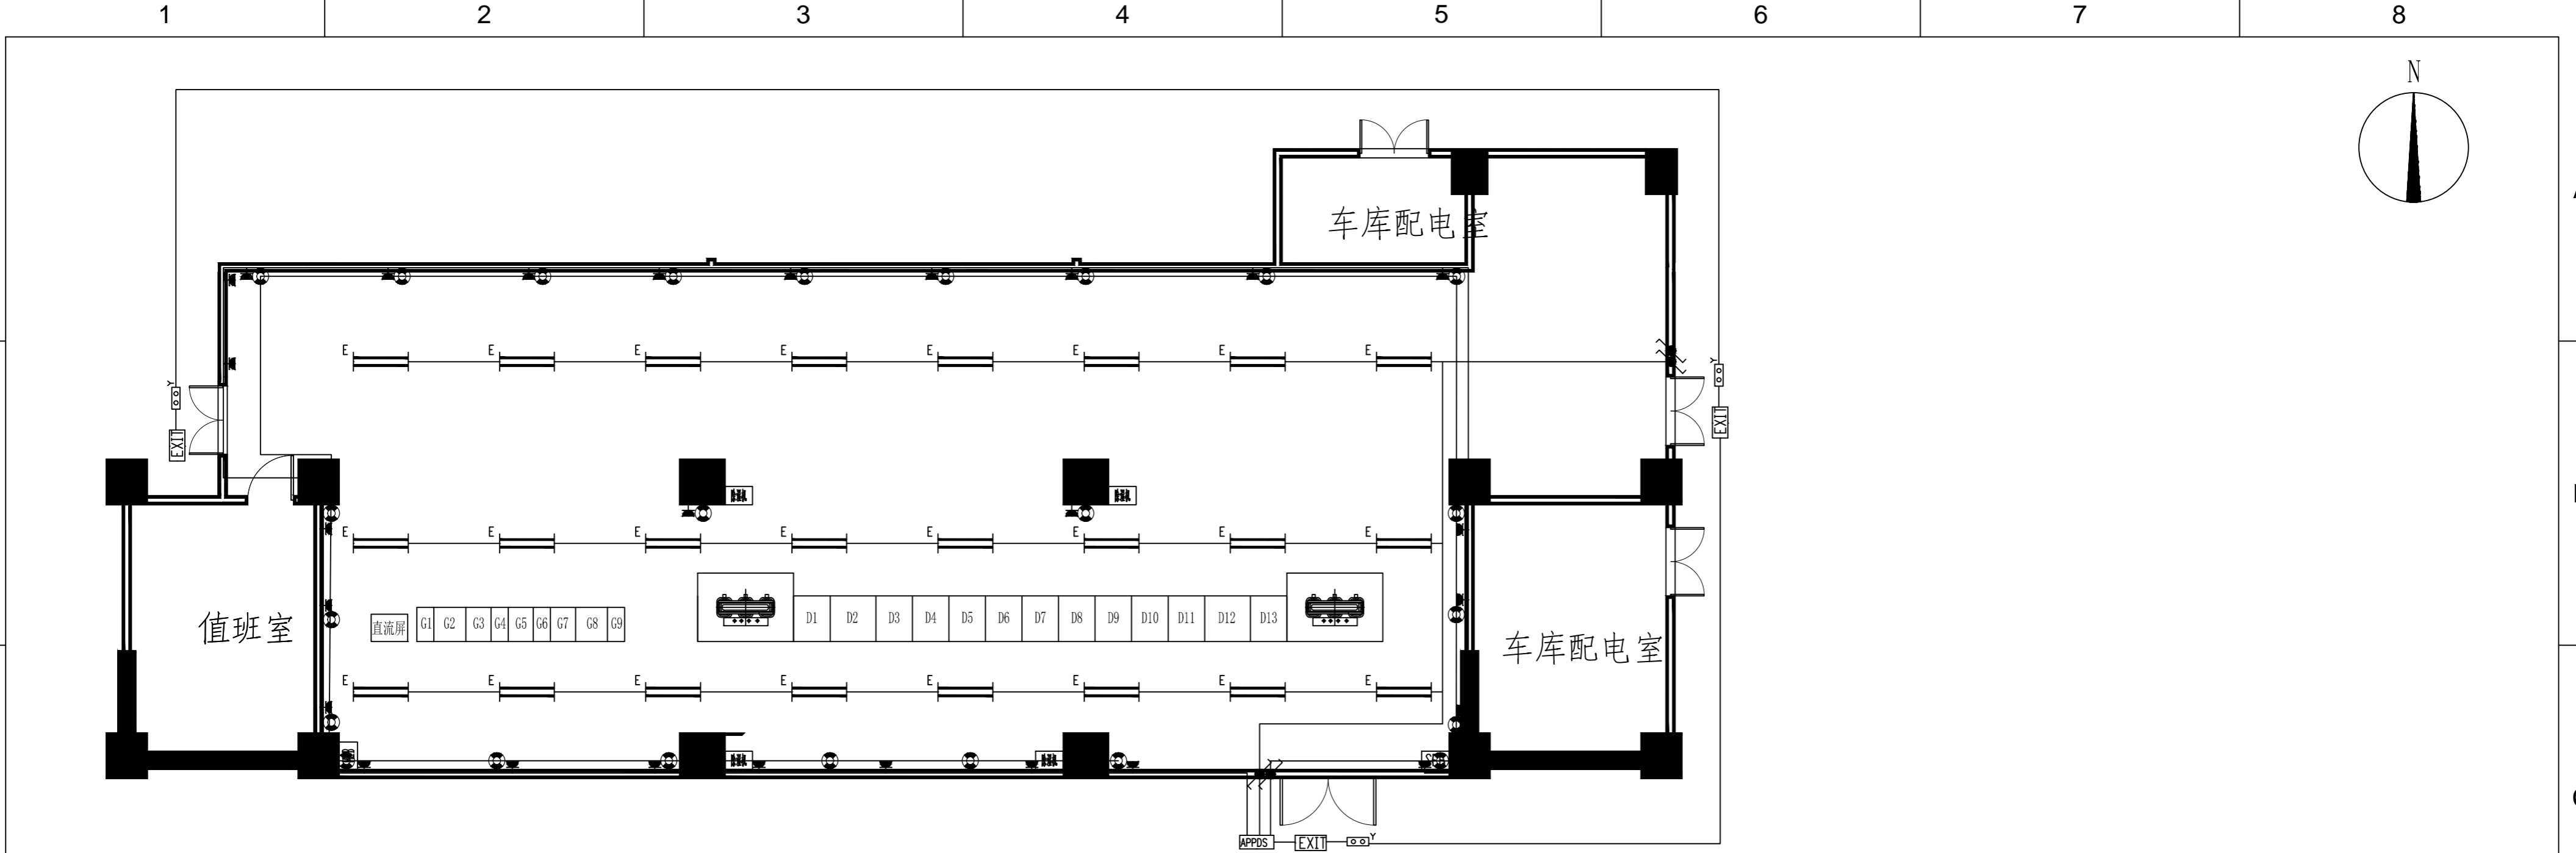 1 2 3 4 5 6 7 8
N
车库配电室
E E E E E E E E
Y
EXIT
Y
EXIT
E E E E E E E E
值班室
直流屏 G1 G2 G3 G4 G5 G6 G7 G8 G9
D1 D2 D3 D4 D5 D6 D7 D8 D9 D10 D11 D12 D13
车库配电室
E E E E E E E E
APPDS EXIT Y